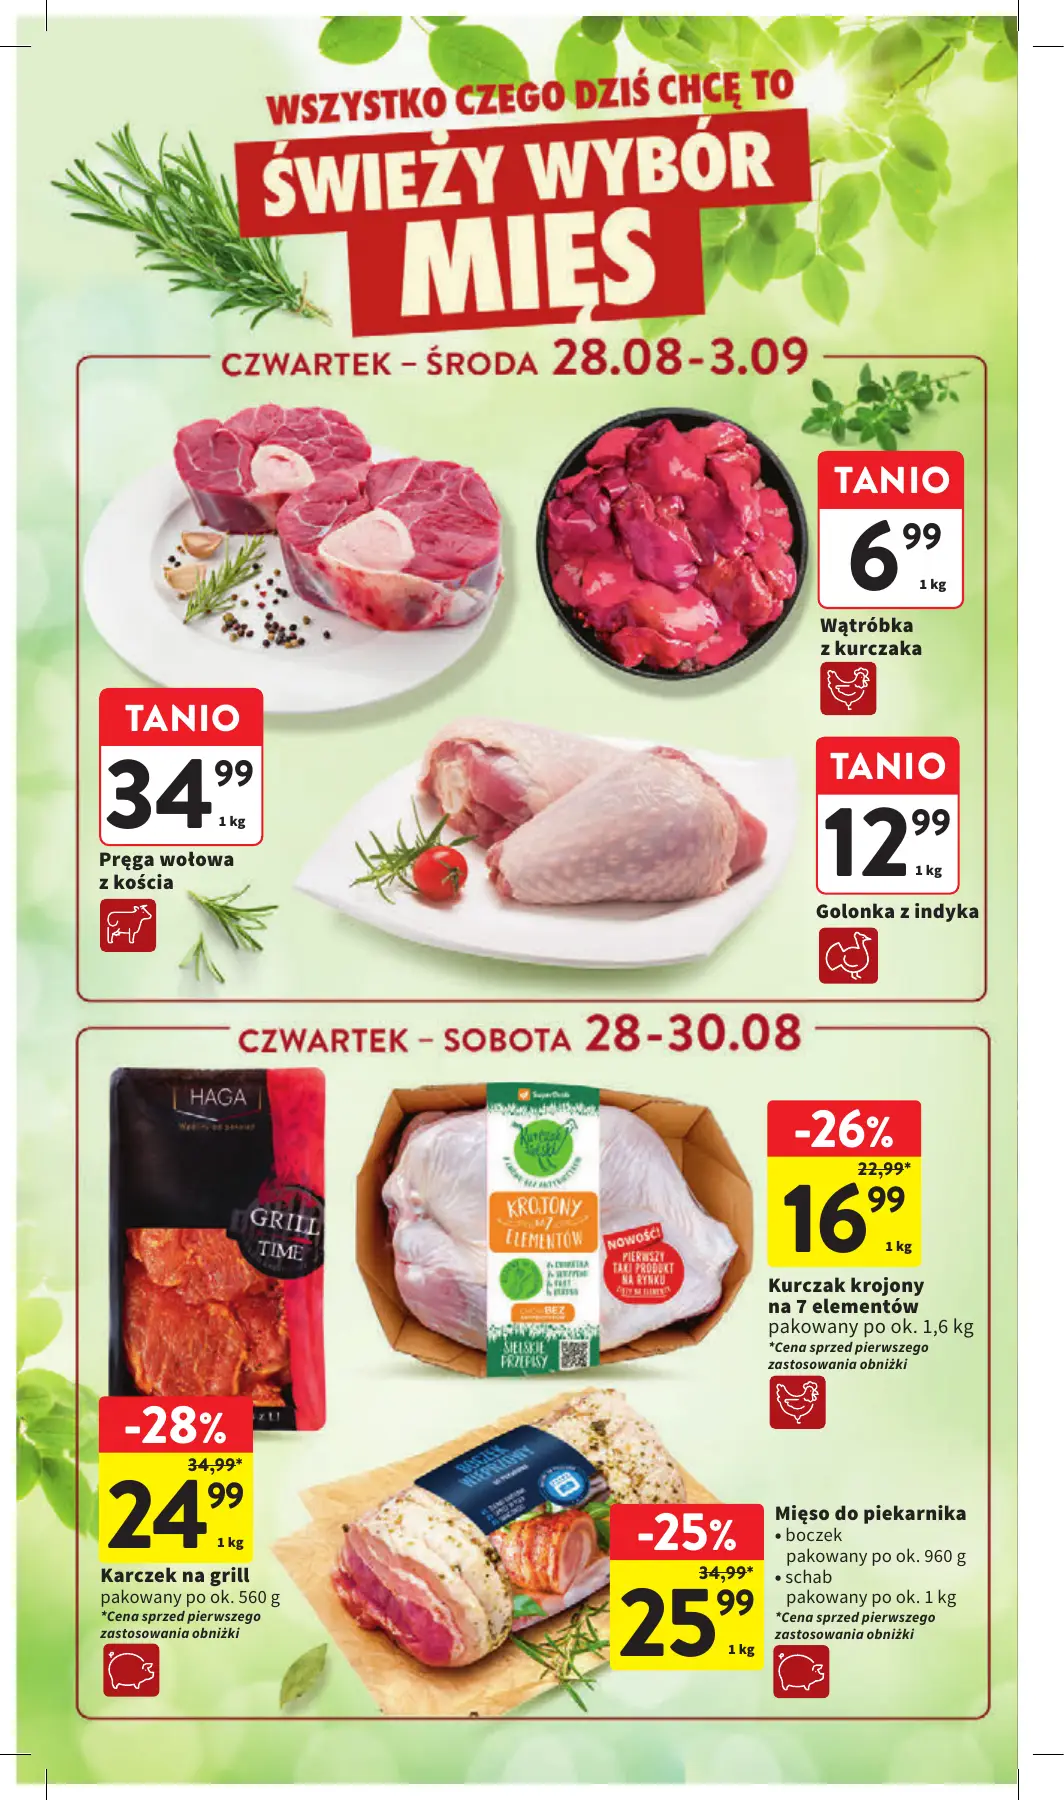 WSZYSTKO CZEGO DZIŚ CHCĘ TO
ŚWIEŻY WYBÓR
MIĘS
CZWARTEK – ŚRODA 28.08-3.09
TANIO
6 99
1 kg
Wątróbka
z kurczaka
TANIO
34 99
1 kg
Pręga wołowa
z kościa
TANIO
12 99
1 kg
Golonka z indyka
CZWARTEK – SOBOTA 28-30.08
HAGA
GRILL
TIME
-28%
34,99*
24 99
1 kg
Karczek na grill
pakowany po ok. 560 g
*Cena sprzed pierwszego
zastosowania obniżki
SuperDrob
Kurczak
sielski
KROJONY
NA 7
ELEMENTÓW
NOWOŚĆ!
PIERWSZY
TAKI PRODUKT
NA RYNKU
SIELSKIE
PRZEPISY
-26%
22,99*
16 99
1 kg
Kurczak krojony
na 7 elementów
pakowany po ok. 1,6 kg
*Cena sprzed pierwszego
zastosowania obniżki
BOCZEK
-25%
34,99*
25 99
1 kg
Mięso do piekarnika
• boczek
pakowany po ok. 960 g
• schab
pakowany po ok. 1 kg
*Cena sprzed pierwszego
zastosowania obniżki